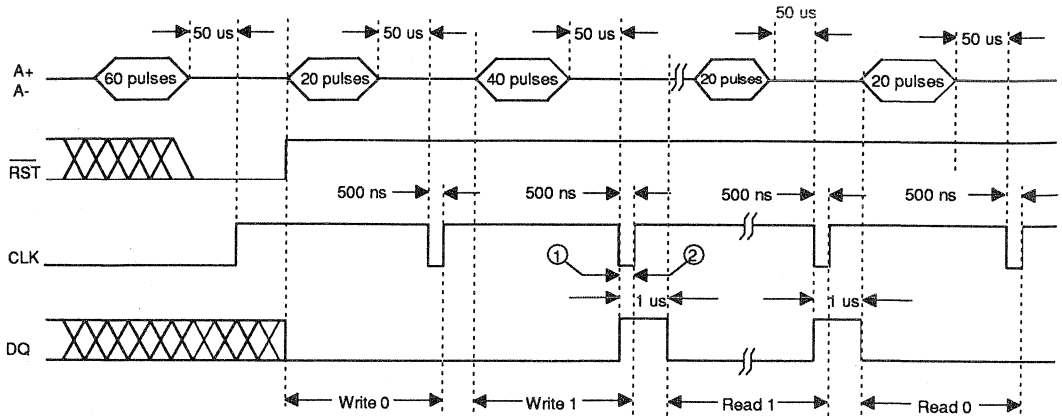 50 us
50 us 50 us 50 us 50 us
A+
A-
60 pulses 20 pulses 40 pulses 20 pulses 20 pulses
RST
500 ns 500 ns 500 ns 500 ns
CLK
1 2
1 us 1 us
DQ
Write 0 Write 1 Read 1 Read 0